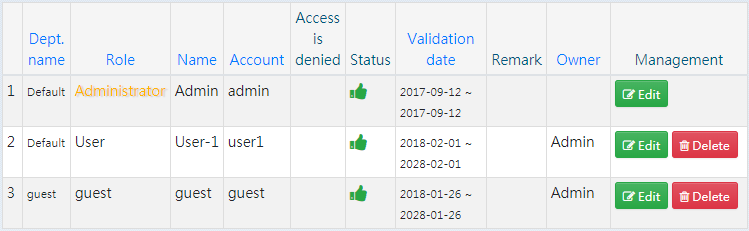 Dept. name Role Name Account Access is denied Status Validation date Remark Owner Management
1 Default Administrator Admin admin 2017-09-12 ~ 2017-09-12 Edit
2 Default User User-1 user1 2018-02-01 ~ 2028-02-01 Admin Edit Delete
3 guest guest guest guest 2018-01-26 ~ 2028-01-26 Admin Edit Delete